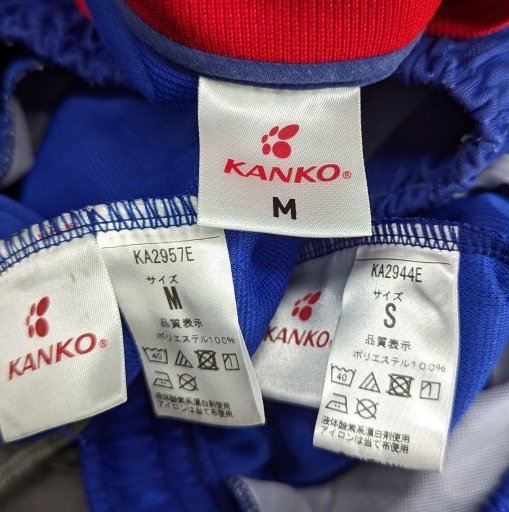 KANKO®
M
KANKO®
KA2957E
サイズ
M
品質表示
ポリエステル100%
40
液体酸素系漂白剤使用
アイロンは当て布使用
KANKO®
KA2944E
サイズ
S
品質表示
ポリエステル100%
40
液体酸素系漂白剤使用
アイロンは当て布使用